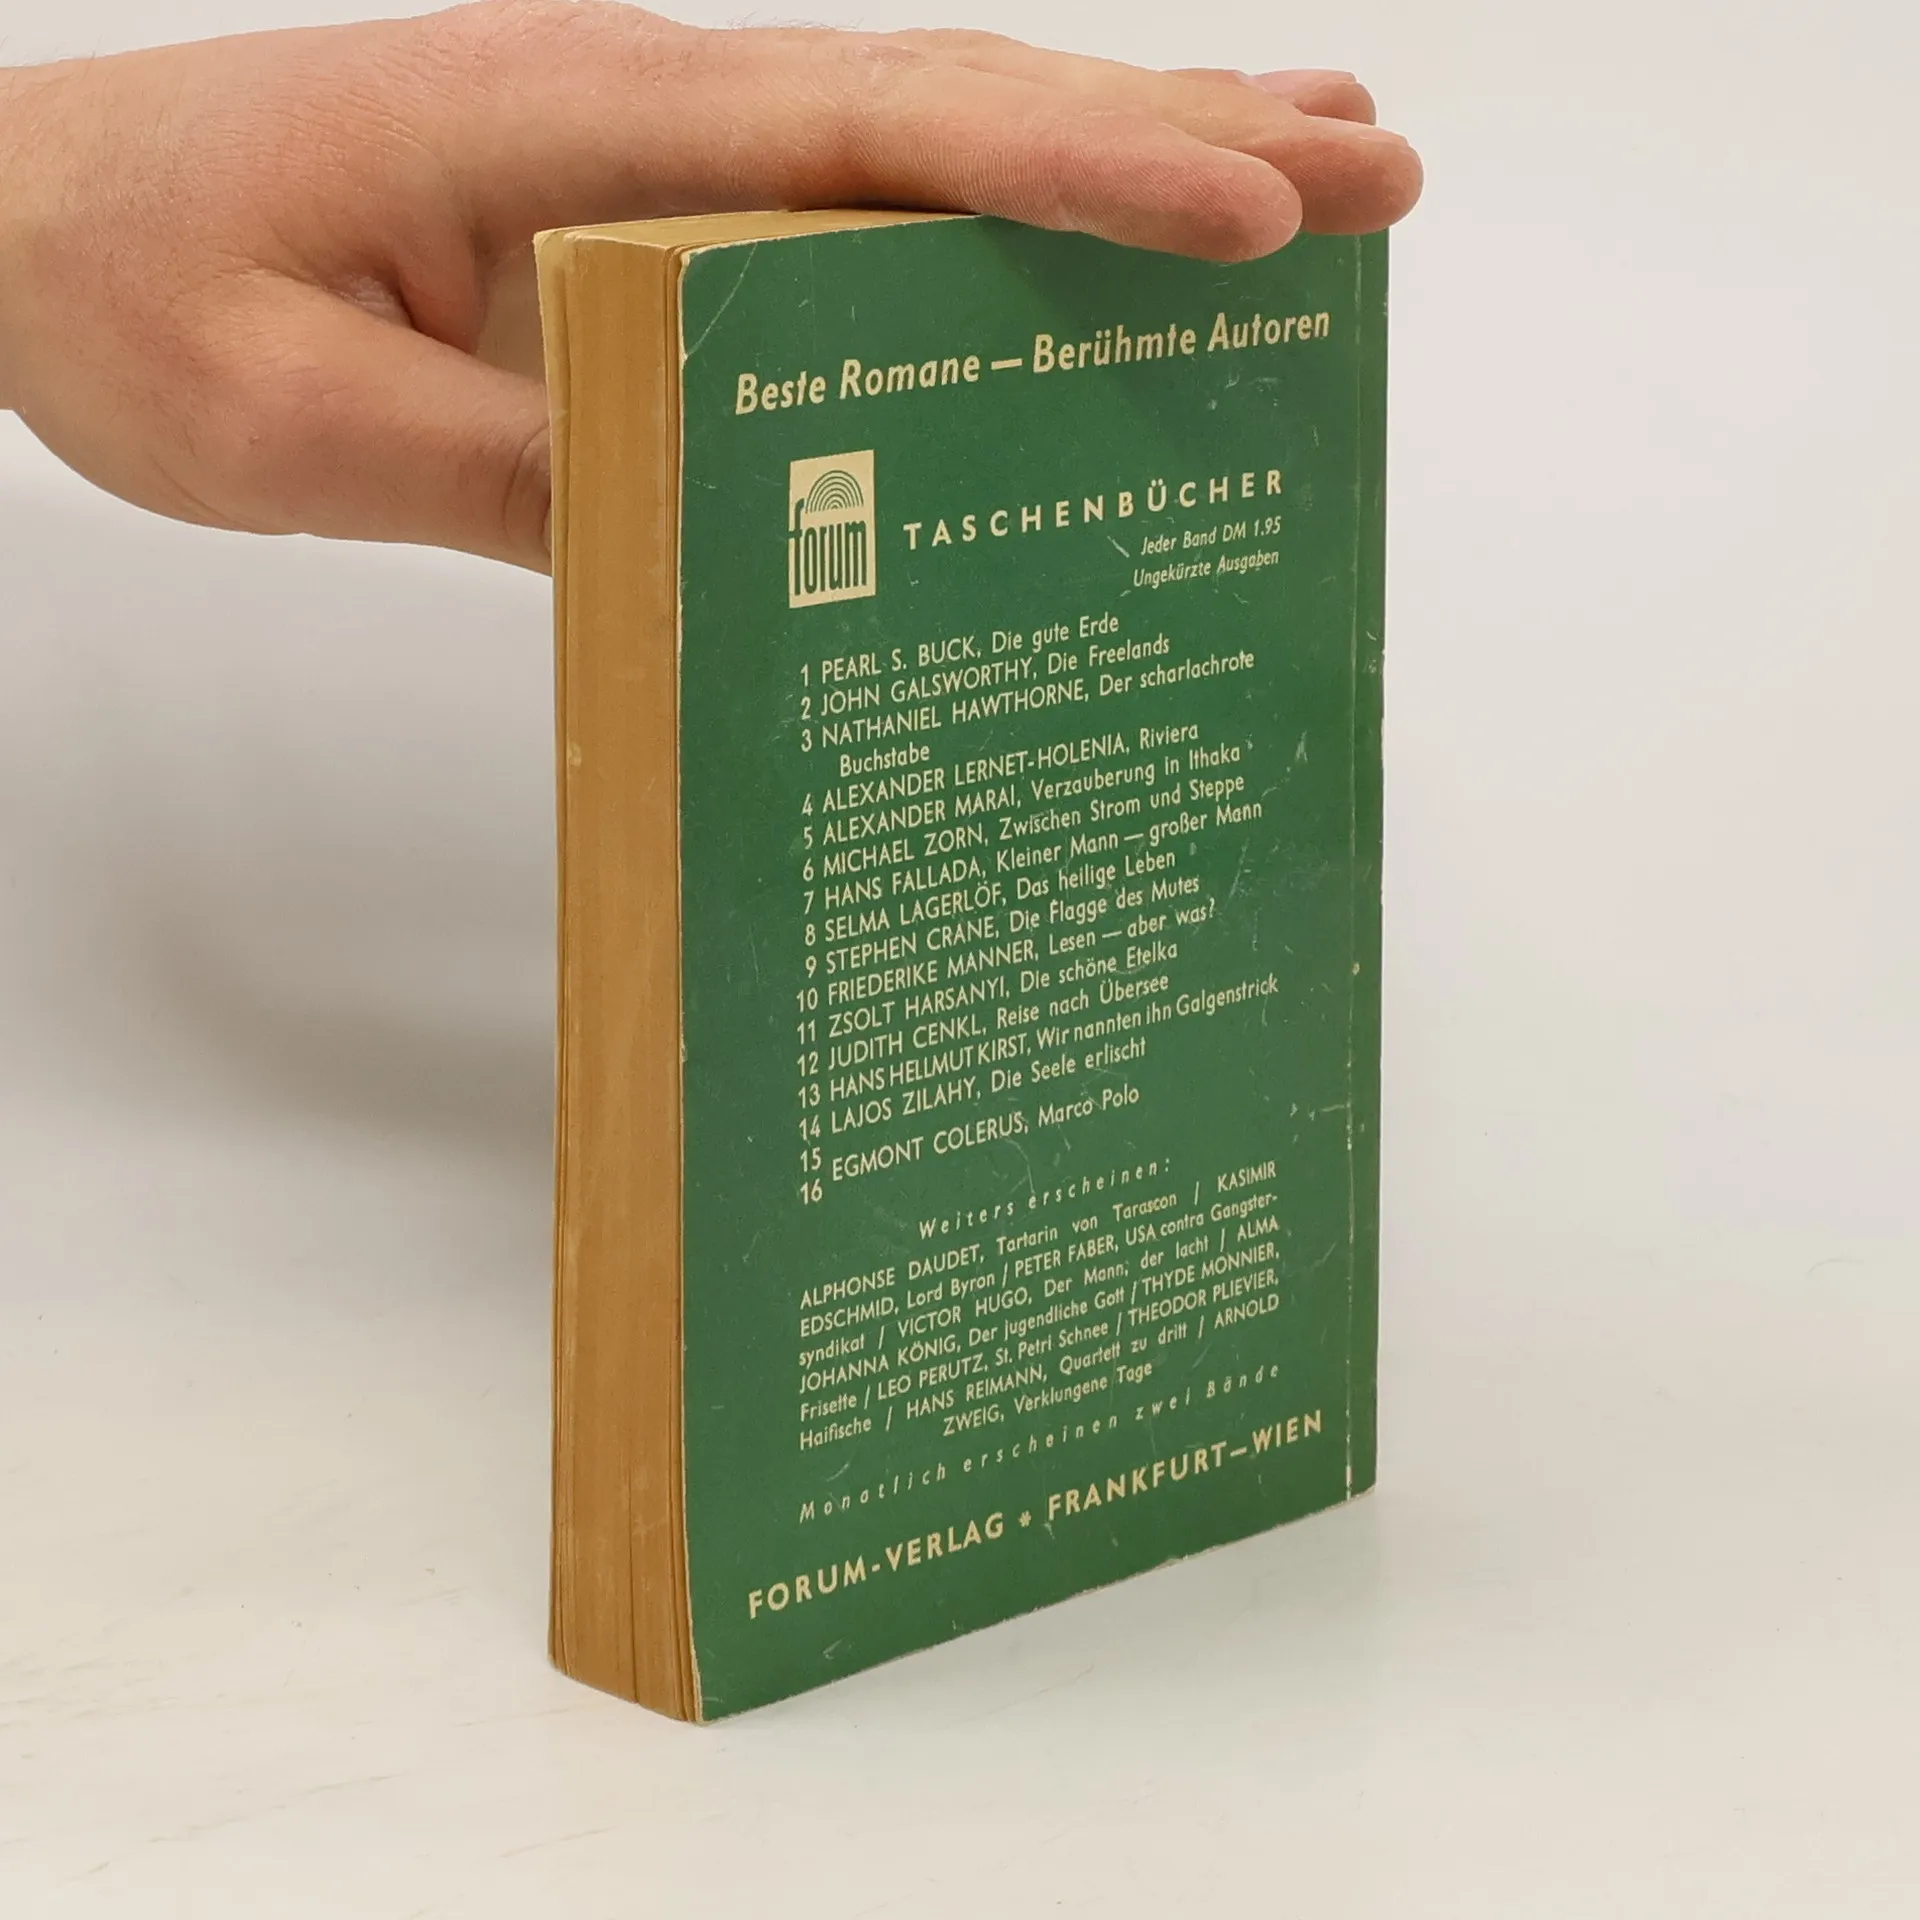 Beste Romane — Berühmte Autoren
forum
TASCHENBÜCHER
Jeder Band DM 1.95
Ungekürzte Ausgaben
1 PEARL S. BUCK, Die gute Erde
2 JOHN GALSWORTHY, Die Freelands
3 NATHANIEL HAWTHORNE, Der scharlachrote
Buchstabe
4 ALEXANDER LERNET-HOLENIA, Riviera
5 ALEXANDER MARAI, Verzauberung in Ithaka
6 MICHAEL ZORN, Zwischen Strom und Steppe
7 HANS FALLADA, Kleiner Mann — großer Mann
8 SELMA LAGERLÖF, Das heilige Leben
9 STEPHEN CRANE, Die Flagge des Mutes
10 FRIEDERIKE MANNER, Lesen — aber was?
11 ZSOLT HARSANYI, Die schöne Etelka
12 JUDITH CENKL, Reise nach Übersee
13 HANS HELLMUT KIRST, Wir nannten ihn Galgenstrick
14 LAJOS ZILAHY, Die Seele erlischt
15
16 EGMONT COLERUS, Marco Polo
Weiters erscheinen:
ALPHONSE DAUDET, Tartarin von Tarascon / KASIMIR
EDSCHMID, Lord Byron / PETER FABER, USA contra Gangster-
syndikat / VICTOR HUGO, Der Mann, der lacht / ALMA
JOHANNA KÖNIG, Der jugendliche Gott / THYDE MONNIER,
Frisette / LEO PERUTZ, St. Petri Schnee / THEODOR PLIEVIER,
Haifische / HANS REIMANN, Quartett zu dritt / ARNOLD
ZWEIG, Verklungene Tage
Monatlich erscheinen zwei Bände
FORUM-VERLAG * FRANKFURT—WIEN